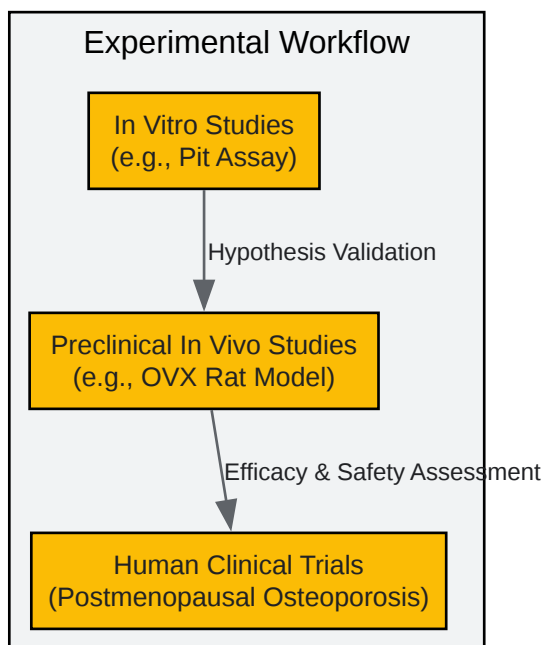 Experimental Workflow
In Vitro Studies
(e.g., Pit Assay)
Hypothesis Validation
Preclinical In Vivo Studies
(e.g., OVX Rat Model)
Efficacy & Safety Assessment
Human Clinical Trials
(Postmenopausal Osteoporosis)